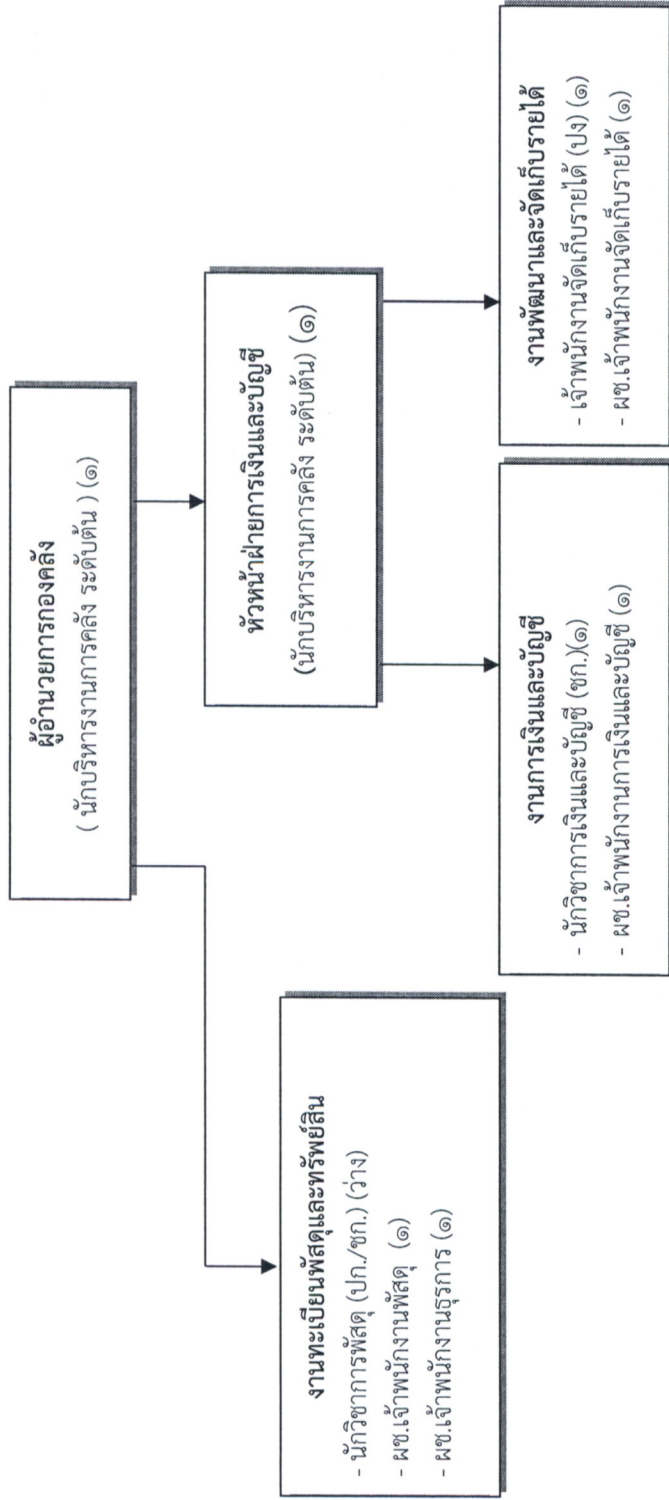 ผู้อำนวยการกองคลัง
( นักบริหารงานการคลัง ระดับต้น ) (๑)
หัวหน้าฝ่ายการเงินและบัญชี
(นักบริหารงานการคลัง ระดับต้น) (๑)
งานทะเบียนพัสดุและทรัพย์สิน
- นักวิชาการพัสดุ (ปก./ชก.) (ว่าง)
- ผช.เจ้าพนักงานพัสดุ (๑)
- ผช.เจ้าพนักงานธุรการ (๑)
งานการเงินและบัญชี
- นักวิชาการเงินและบัญชี (ชก.)(๑)
- ผช.เจ้าพนักงานการเงินและบัญชี (๑)
งานพัฒนาและจัดเก็บรายได้
- เจ้าพนักงานจัดเก็บรายได้ (ปง) (๑)
- ผช.เจ้าพนักงานจัดเก็บรายได้ (๑)